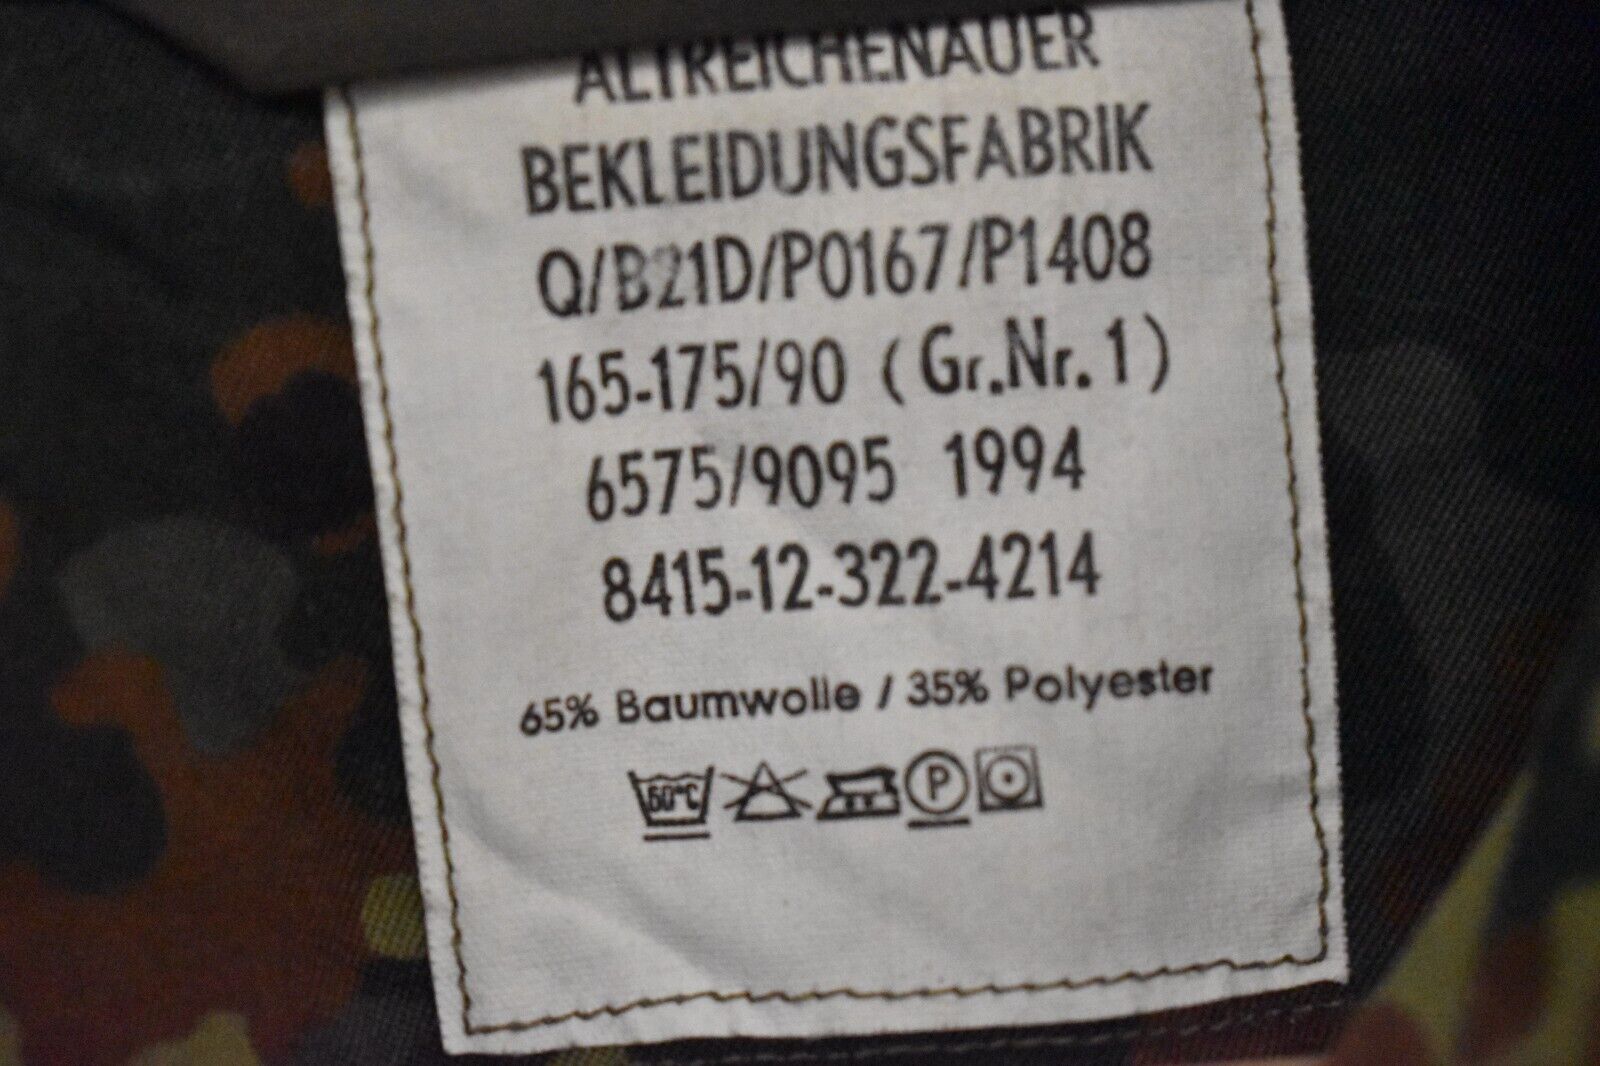 ALTREICHENAUER
BEKLEIDUNGSFABRIK
Q/B21D/P0167/P1408
165-175/90 (Gr.Nr.1)
6575/9095 1994
8415-12-322-4214
65% Baumwolle / 35% Polyester
60°C P